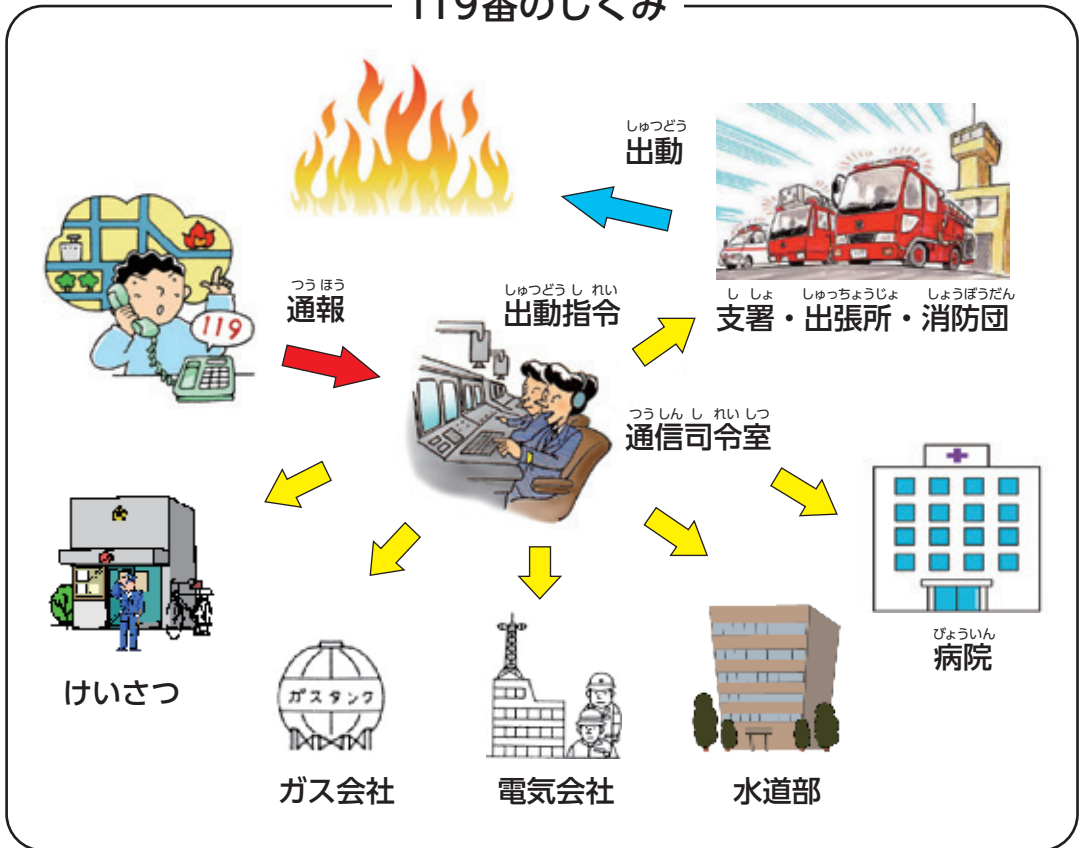 119番のしくみ
しゅつどう
出動
119
つうほう
通報
しゅつどうしれい
出動指令
ししょ しゅっちょうじょ しょうぼうだん
支署・出張所・消防団
つうしんしれいしつ
通信司令室
びょういん
病院
けいさつ
ガスタンク
ガス会社
電気会社
水道部